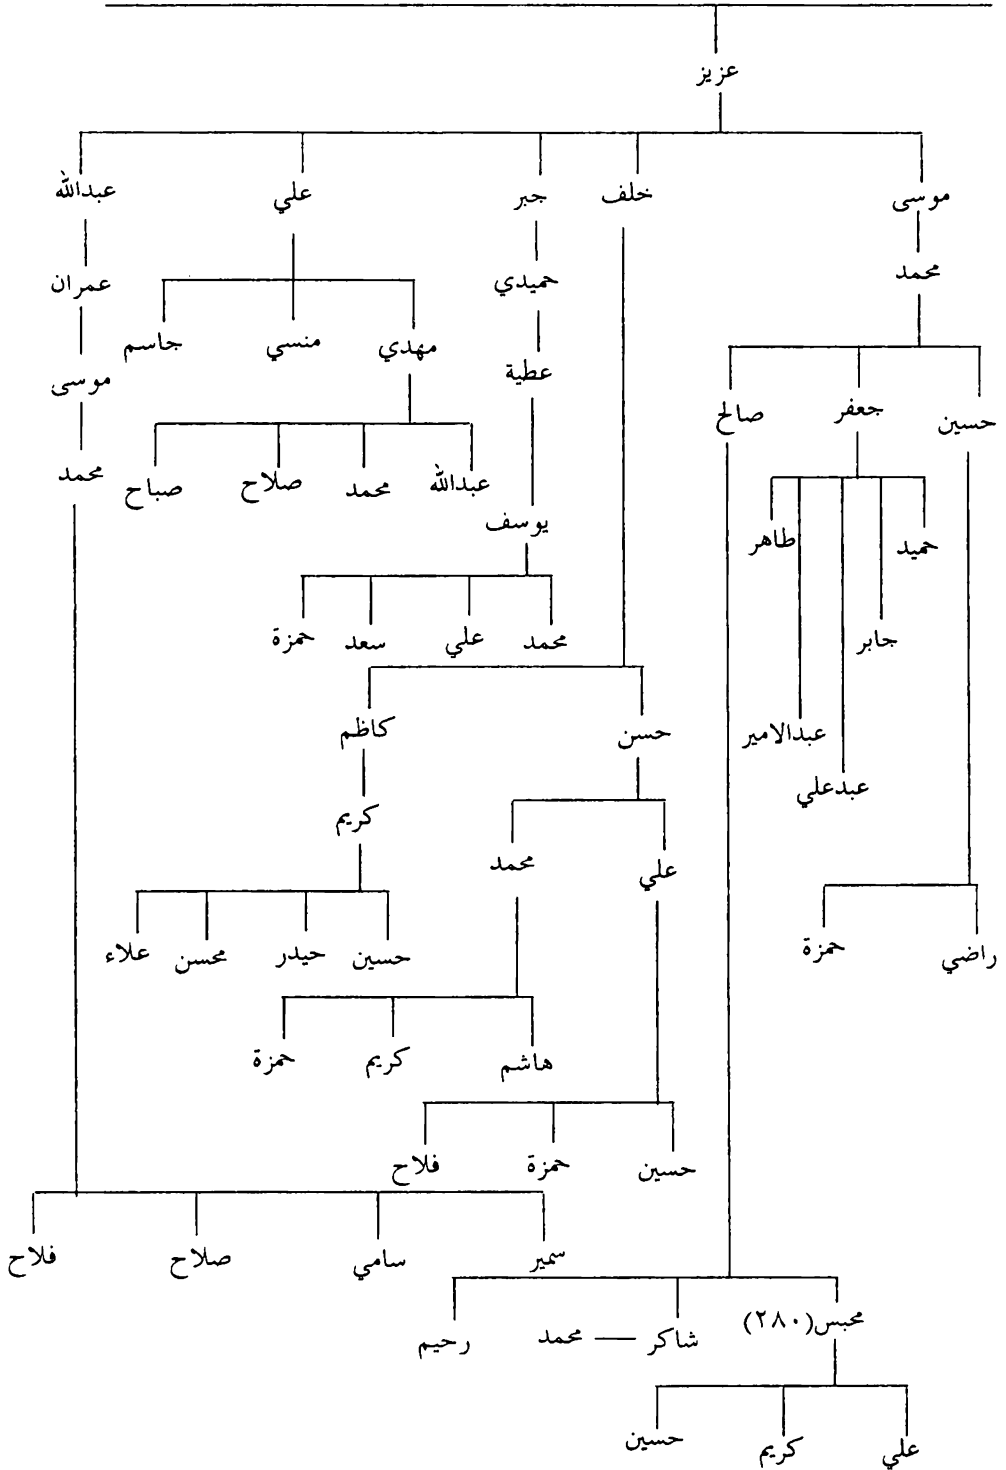 عزيز
موسى خلف جبر علي عبدالله
محمد حميدي عمران
مهدي منسي جاسم
عطية موسى
حسين جعفر صالح
محمد
عبدالله محمد صلاح صباح
يوسف
حميد طاهر
جابر
محمد علي سعد حمزة
حسن كاظم
عبدالامير
عبدعلي
كريم
علي محمد
راضي حمزة
حسين حيدر محسن علاء
هاشم كريم حمزة
حسين حمزة فلاح
سمير سامي صلاح فلاح
محبس(٢٨٠) شاكر — محمد رحيم
علي كريم حسين